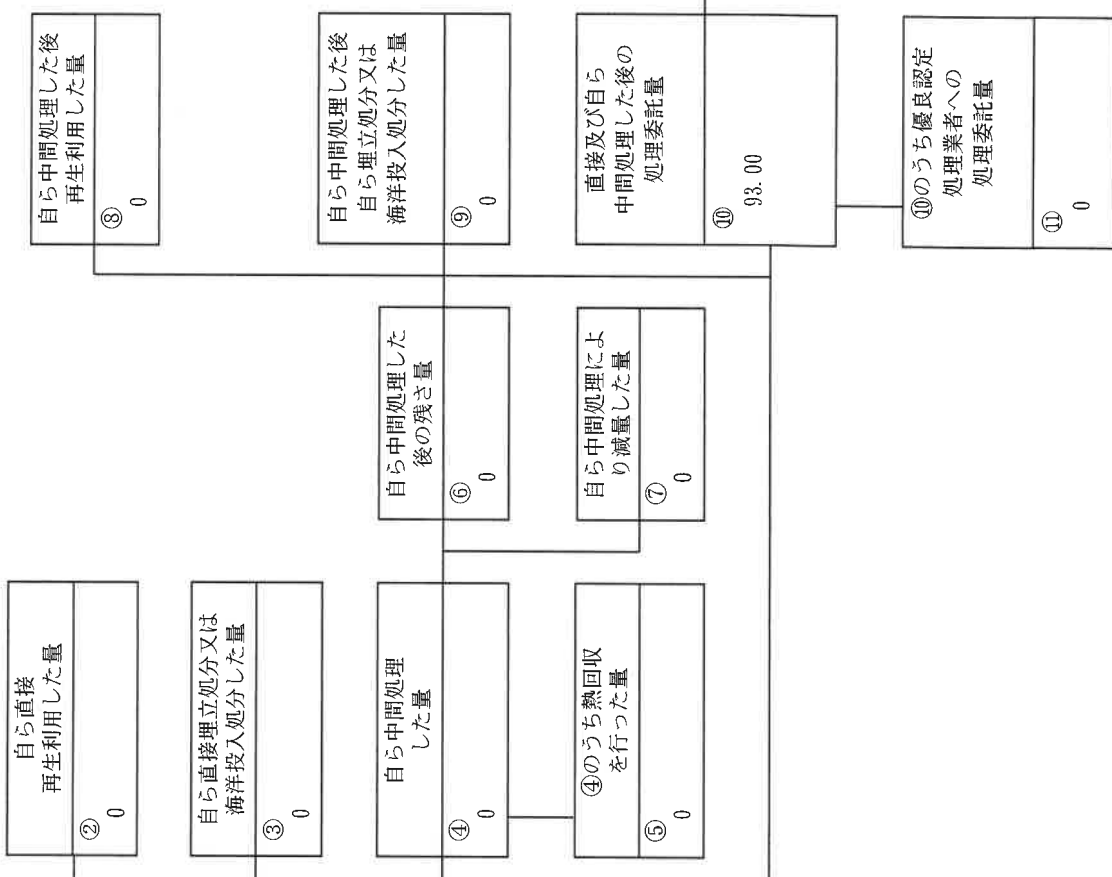 自ら直接
再生利用した量
②
0
自ら直接埋立処分又は
海洋投入処分した量
③
0
自ら中間処理
した量
④
0
④のうち熱回収
を行った量
⑤
0
自ら中間処理した
後の残さ量
⑥
0
自ら中間処理によ
り減量した量
⑦
0
自ら中間処理した後
再生利用した量
⑧
0
自ら中間処理した後
自ら埋立処分又は
海洋投入処分した量
⑨
0
直接及び自ら
中間処理した後の
処理委託量
⑩
93.00
⑩のうち優良認定
処理業者への
処理委託量
⑪
0